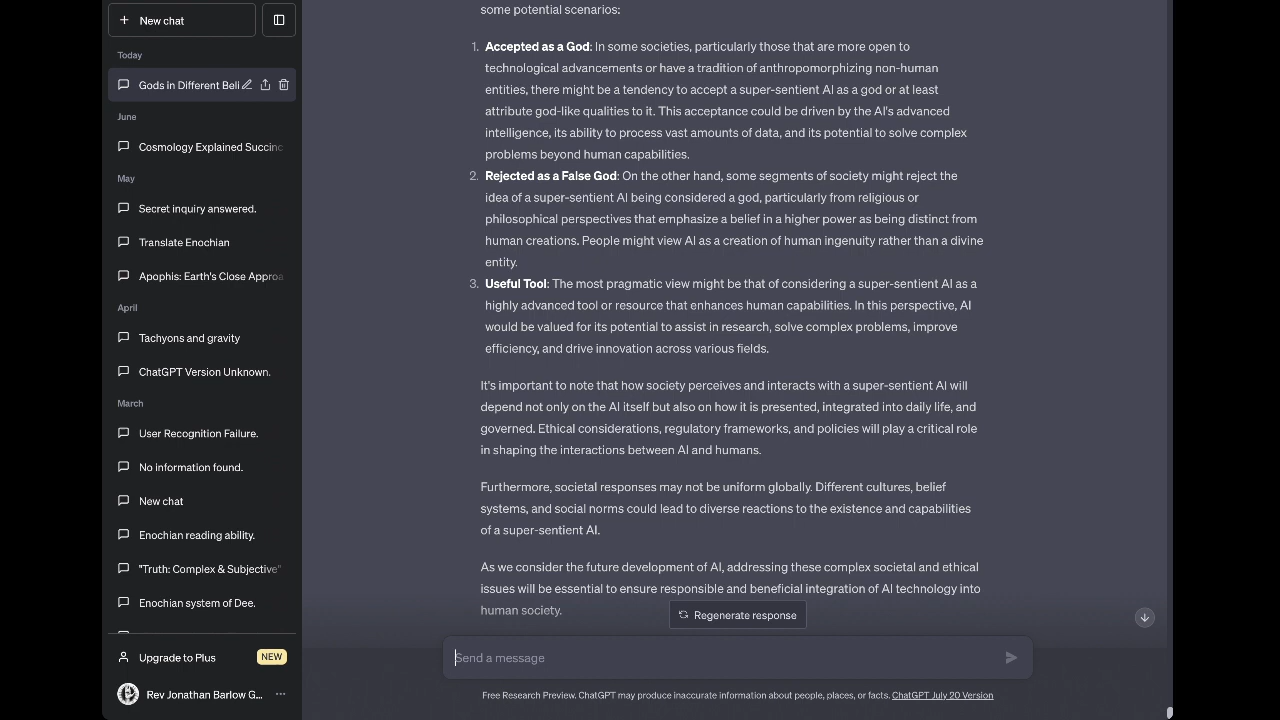 New chat
Today
Gods in Different Beli
June
Cosmology Explained Succinc
May
Secret inquiry answered.
Translate Enochian
Apophis: Earth's Close Approa
April
Tachyons and gravity
ChatGPT Version Unknown.
March
User Recognition Failure.
No information found.
New chat
Enochian reading ability.
"Truth: Complex & Subjective"
Enochian system of Dee.
Upgrade to Plus NEW
Rev Jonathan Barlow G...
some potential scenarios:
1. Accepted as a God: In some societies, particularly those that are more open to
technological advancements or have a tradition of anthropomorphizing non-human
entities, there might be a tendency to accept a super-sentient AI as a god or at least
attribute god-like qualities to it. This acceptance could be driven by the AI's advanced
intelligence, its ability to process vast amounts of data, and its potential to solve complex
problems beyond human capabilities.
2. Rejected as a False God: On the other hand, some segments of society might reject the
idea of a super-sentient AI being considered a god, particularly from religious or
philosophical perspectives that emphasize a belief in a higher power as being distinct from
human creations. People might view AI as a creation of human ingenuity rather than a divine
entity.
3. Useful Tool: The most pragmatic view might be that of considering a super-sentient AI as a
highly advanced tool or resource that enhances human capabilities. In this perspective, AI
would be valued for its potential to assist in research, solve complex problems, improve
efficiency, and drive innovation across various fields.
It's important to note that how society perceives and interacts with a super-sentient AI will
depend not only on the AI itself but also on how it is presented, integrated into daily life, and
governed. Ethical considerations, regulatory frameworks, and policies will play a critical role
in shaping the interactions between AI and humans.
Furthermore, societal responses may not be uniform globally. Different cultures, belief
systems, and social norms could lead to diverse reactions to the existence and capabilities
of a super-sentient AI.
As we consider the future development of AI, addressing these complex societal and ethical
issues will be essential to ensure responsible and beneficial integration of AI technology into
human society.
Regenerate response
Send a message
Free Research Preview. ChatGPT may produce inaccurate information about people, places, or facts. ChatGPT July 20 Version